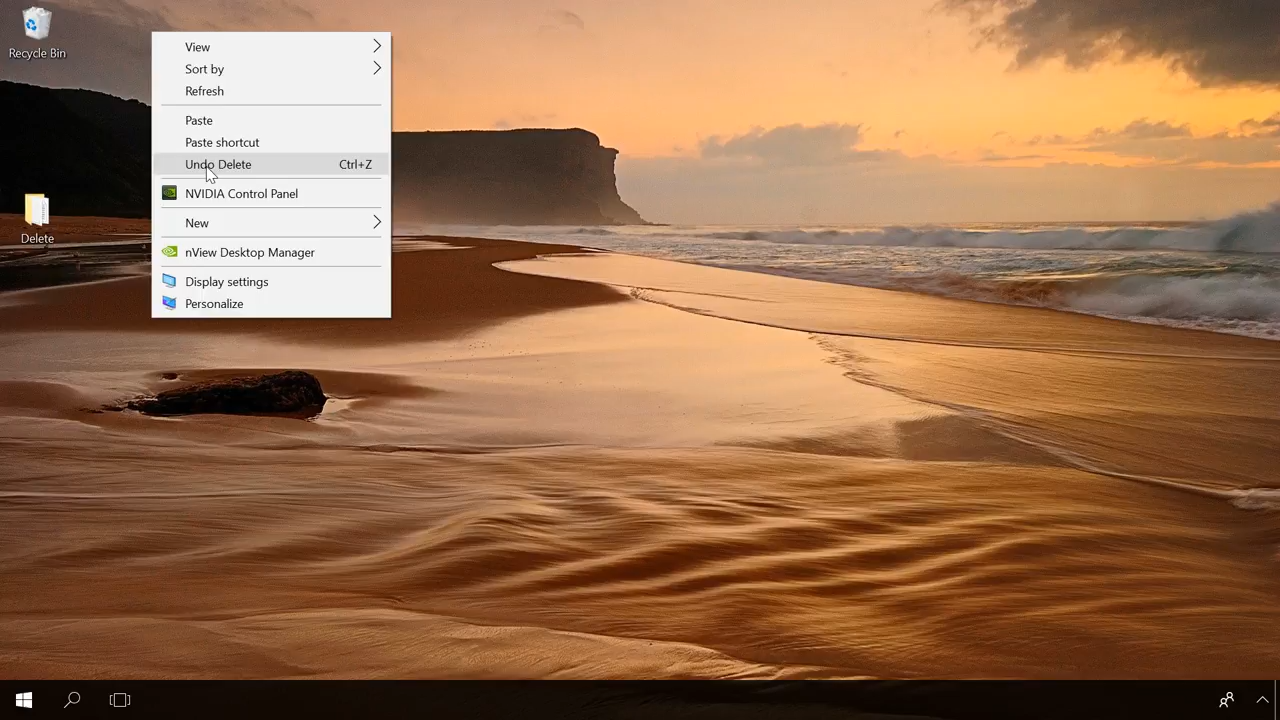 Recycle Bin
View
Sort by
Refresh
Paste
Paste shortcut
Undo Delete Ctrl+Z
NVIDIA Control Panel
New
nView Desktop Manager
Display settings
Personalize
Delete